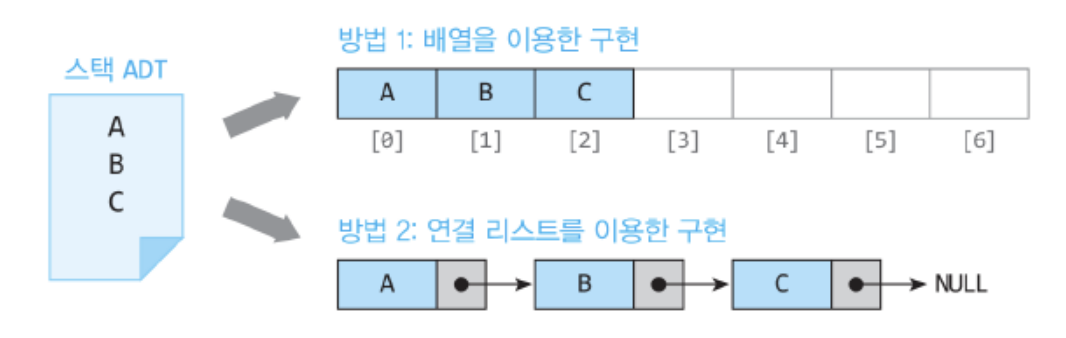 스택 ADT
A
B
C
방법 1: 배열을 이용한 구현
A B C
[0] [1] [2] [3] [4] [5] [6]
방법 2: 연결 리스트를 이용한 구현
A B C NULL